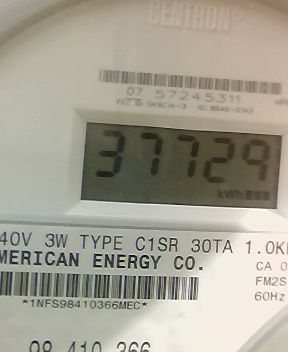 CENTRON
07 57245311
37729
kWh
40V 3W TYPE C1SR 30TA 1.0K
MERICAN ENERGY CO.
CA 0
FM2S
*1NFS98410366MEC*
60Hz
98 410 366